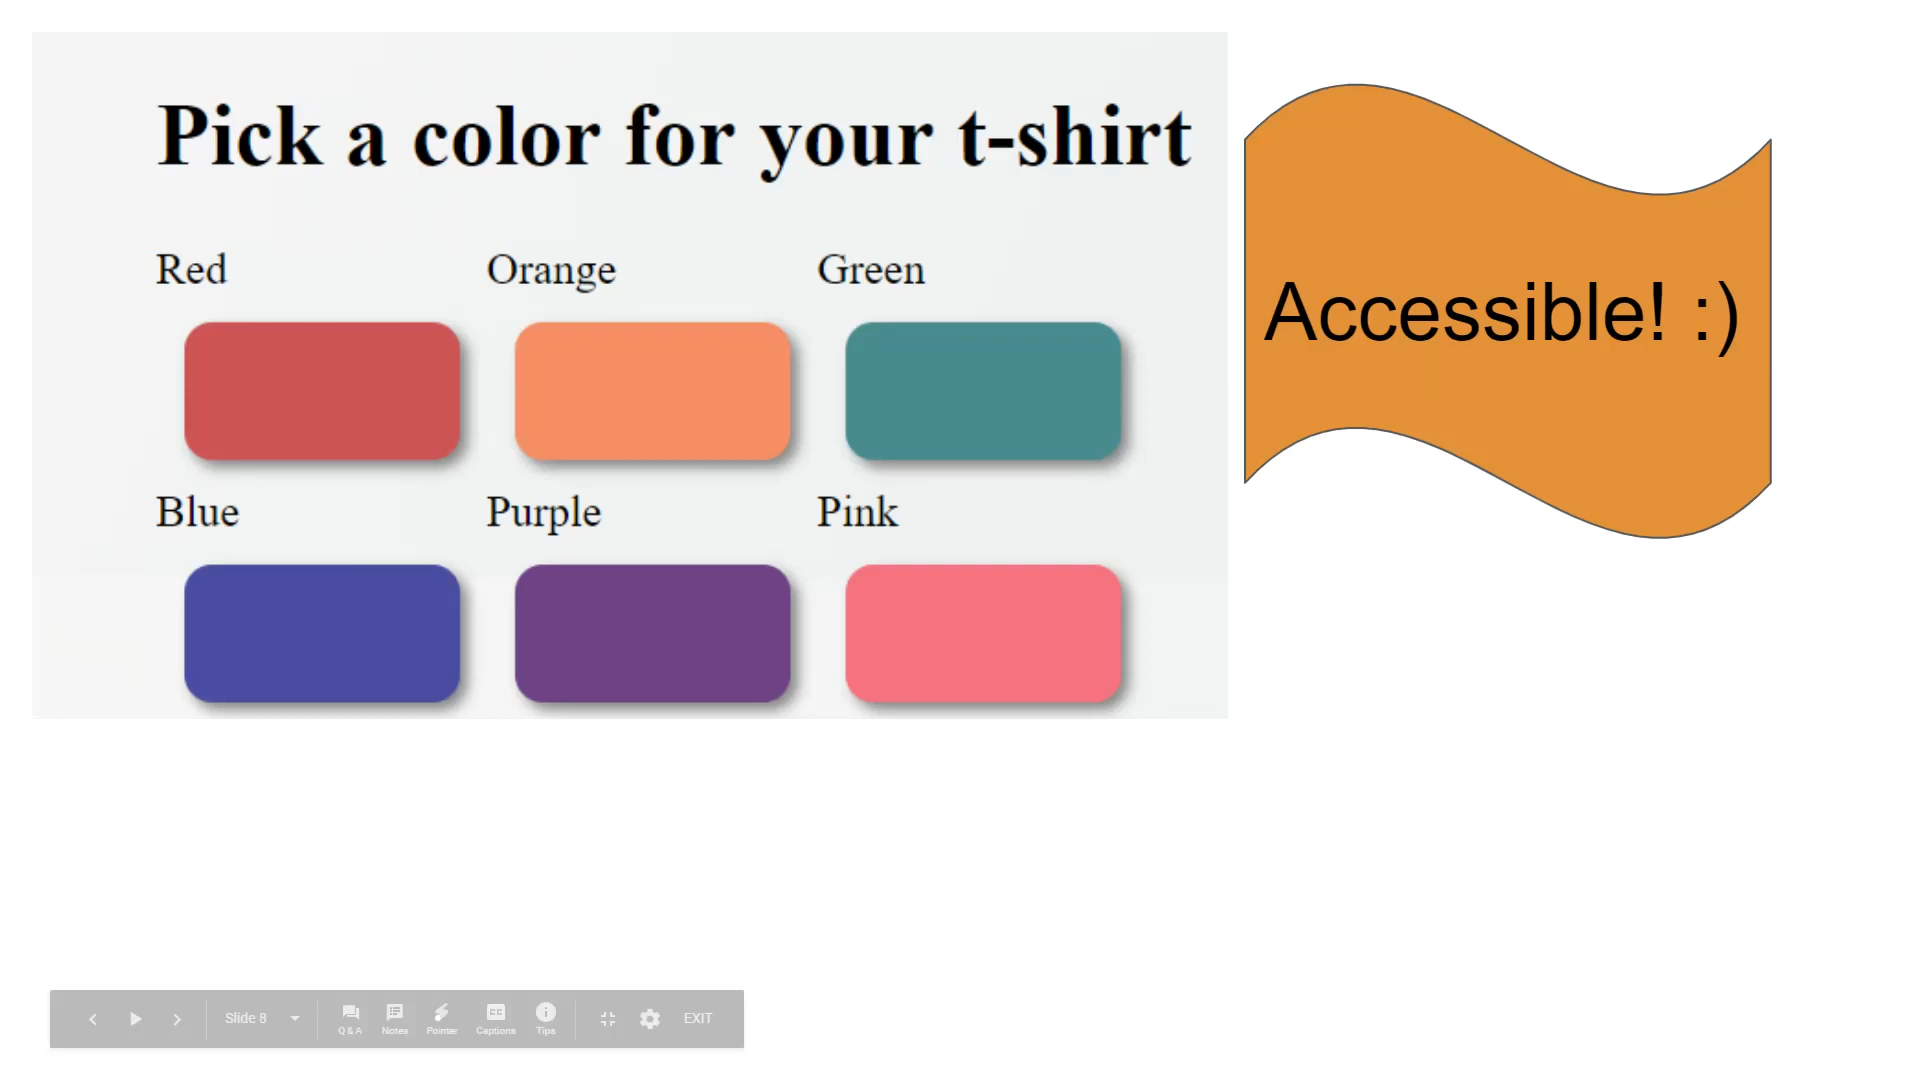 Pick a color for your t-shirt
Red Orange Green
Accessible! :)
Blue Purple Pink
Slide 8 Q&A Notes Pointer CC Captions Tips EXIT